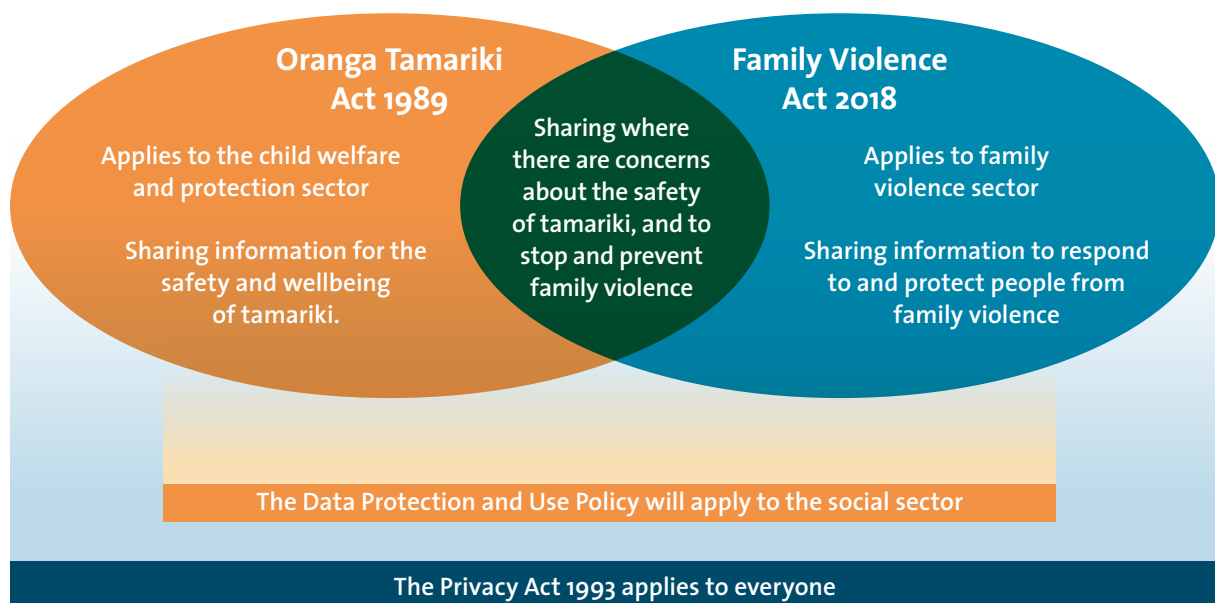 Oranga Tamariki
Act 1989
Applies to the child welfare
and protection sector
Sharing information for the
safety and wellbeing
of tamariki.
Sharing where
there are concerns
about the safety
of tamariki, and to
stop and prevent
family violence
Family Violence
Act 2018
Applies to family
violence sector
Sharing information to respond
to and protect people from
family violence
The Data Protection and Use Policy will apply to the social sector
The Privacy Act 1993 applies to everyone